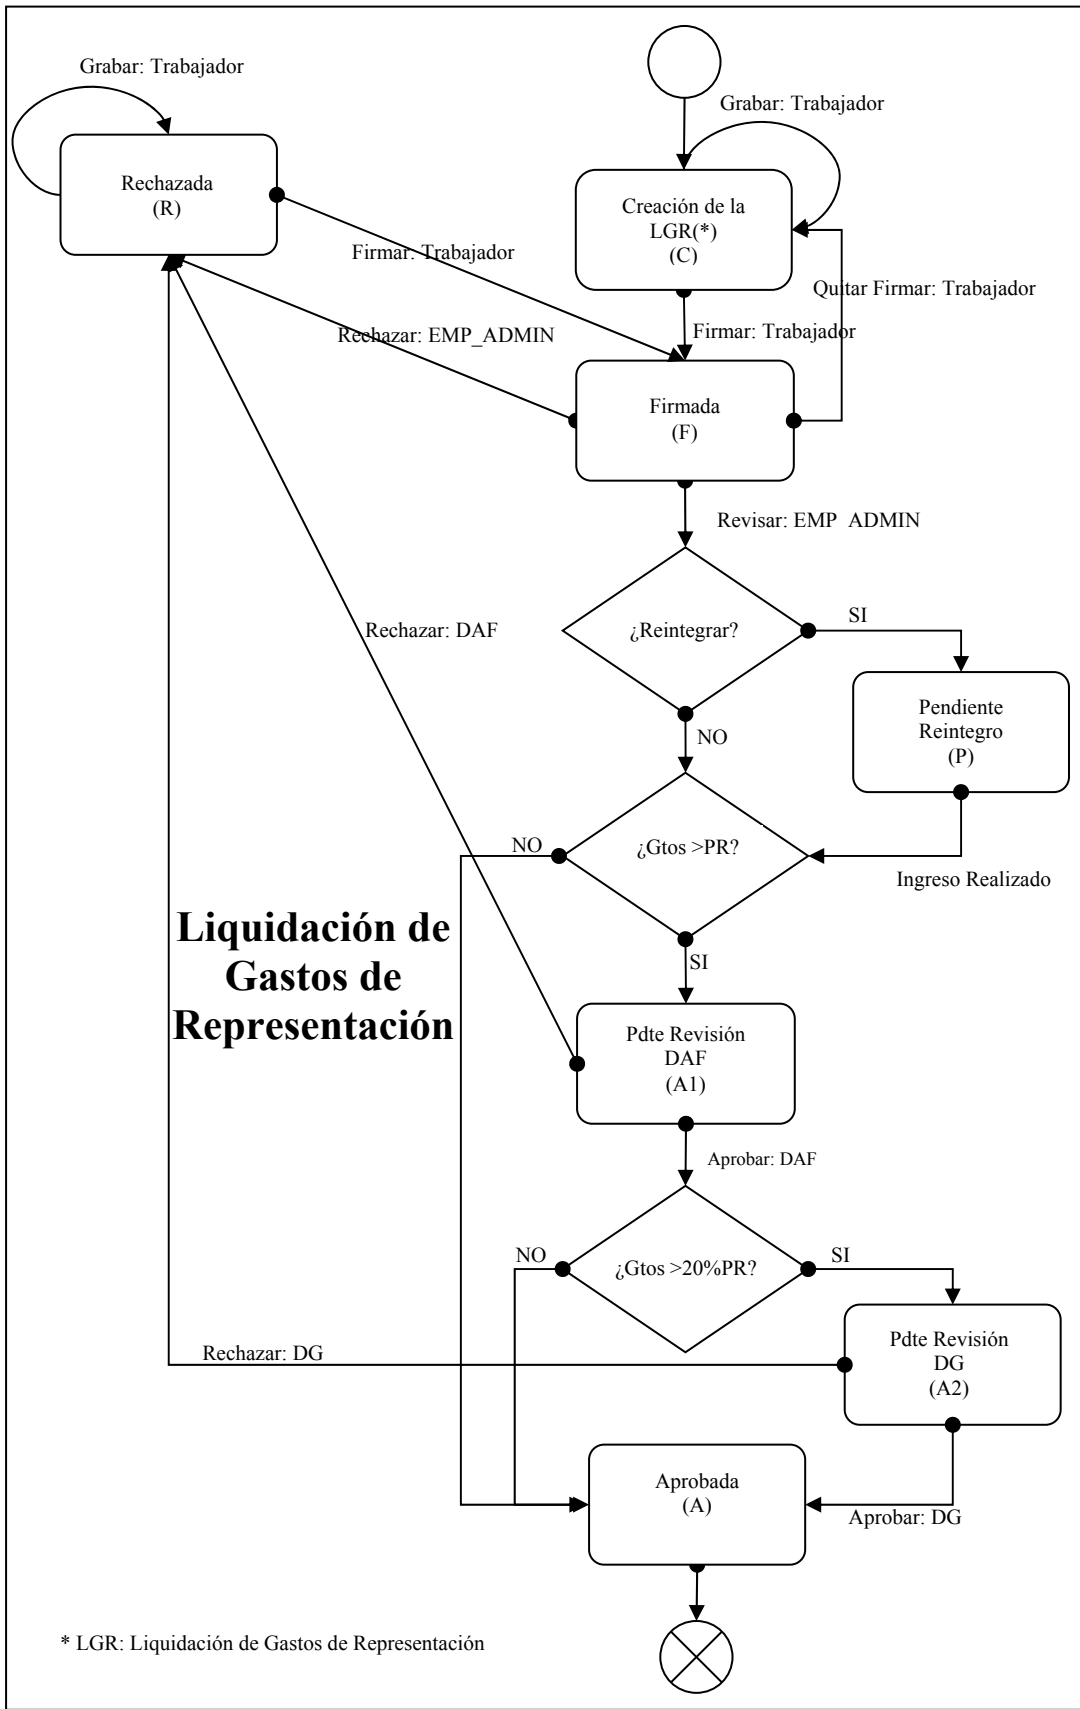 Grabar: Trabajador
Grabar: Trabajador
Rechazada
(R)
Creación de la
LGR(*)
(C)
Firmar: Trabajador
Quitar Firmar: Trabajador
Rechazar: EMP_ADMIN
Firmar: Trabajador
Firmada
(F)
Revisar: EMP_ADMIN
Rechazar: DAF
¿Reintegrar?
SI
Pendiente
Reintegro
(P)
NO
NO
¿Gtos >PR?
Ingreso Realizado
Liquidación de
Gastos de
Representación
SI
Pdte Revisión
DAF
(A1)
Aprobar: DAF
NO
¿Gtos >20%PR?
SI
Rechazar: DG
Pdte Revisión
DG
(A2)
Aprobada
(A)
Aprobar: DG
* LGR: Liquidación de Gastos de Representación